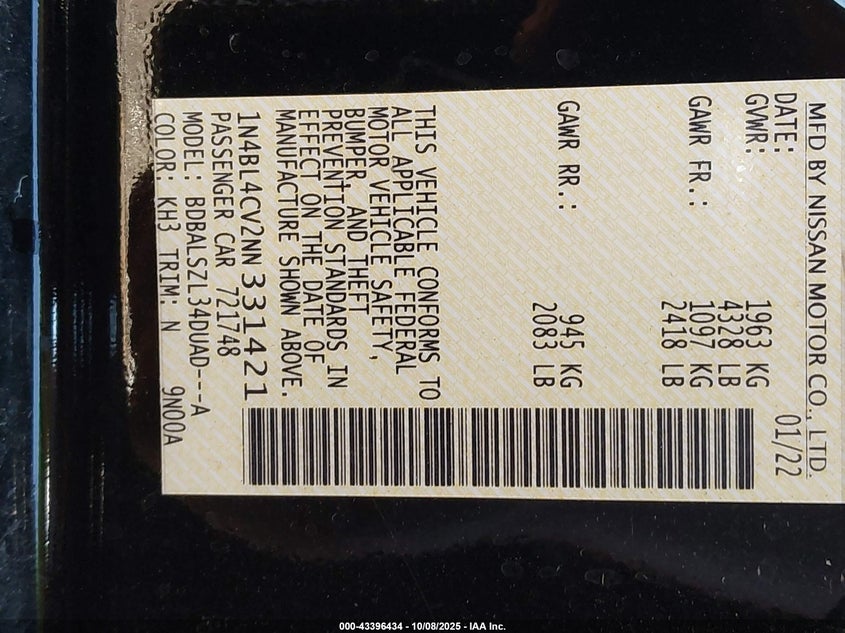 MFD BY NISSAN MOTOR CO., LTD.
DATE: 01/22
GVWR: 1963 KG
4328 LB
GAWR FR.: 1097 KG
2418 LB
GAWR RR.: 945 KG
2083 LB
THIS VEHICLE CONFORMS TO
ALL APPLICABLE FEDERAL
MOTOR VEHICLE SAFETY,
BUMPER, AND THEFT
PREVENTION STANDARDS IN
EFFECT ON THE DATE OF
MANUFACTURE SHOWN ABOVE.
1N4BL4CV2NN331421
PASSENGER CAR 721748
MODEL: BDBALSZL34DUAD---A
COLOR: KH3 TRIM: N 9N00A
000-43396434 - 10/08/2025 - IAA Inc.